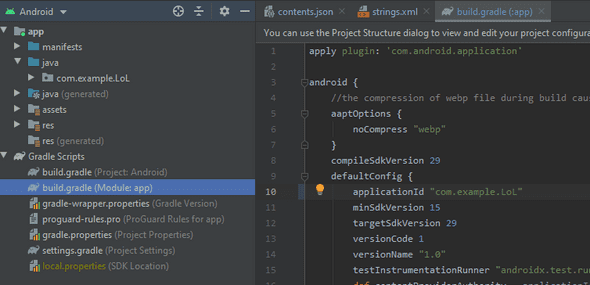 Android
app
manifests
java
com.example.LoL
java (generated)
assets
res
res (generated)
Gradle Scripts
build.gradle (Project: Android)
build.gradle (Module: app)
gradle-wrapper.properties (Gradle Version)
proguard-rules.pro (ProGuard Rules for app)
gradle.properties (Project Settings)
settings.gradle (Project Settings)
local.properties (SDK Location)
contents.json
strings.xml
build.gradle (:app)
You can use the Project Structure dialog to view and edit your project configura
1 apply plugin: 'com.android.application'
2
3 android {
4 //the compression of webp file during build caus
5 aaptOptions {
6 noCompress "webp"
7 }
8 compileSdkVersion 29
9 defaultConfig {
10 applicationId "com.example.LoL"
11 minSdkVersion 15
12 targetSdkVersion 29
13 versionCode 1
14 versionName "1.0"
15 testInstrumentationRunner "androidx.test.run
16 def contentProviderAuthority = applicationI